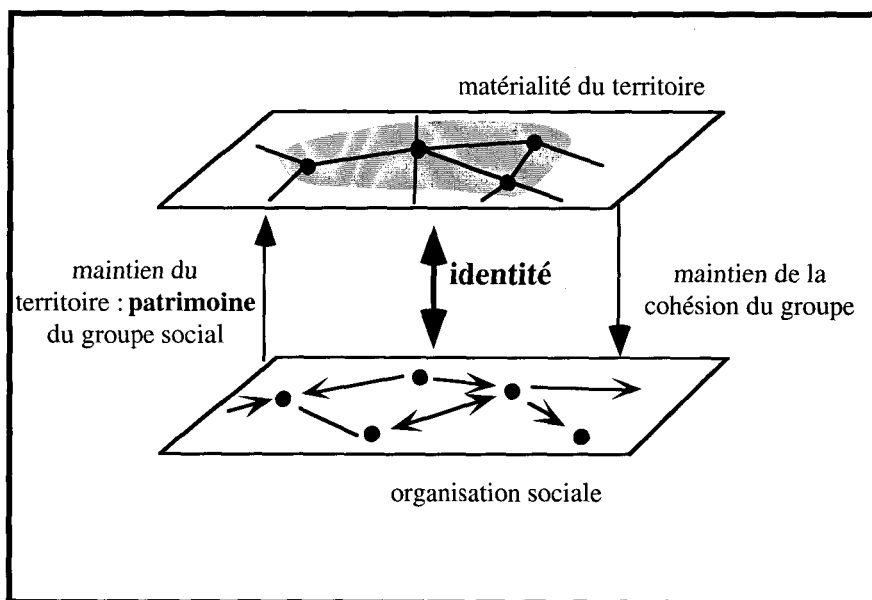 matérialité du territoire
maintien du
territoire : patrimoine
du groupe social
identité
maintien de la
cohésion du groupe
organisation sociale